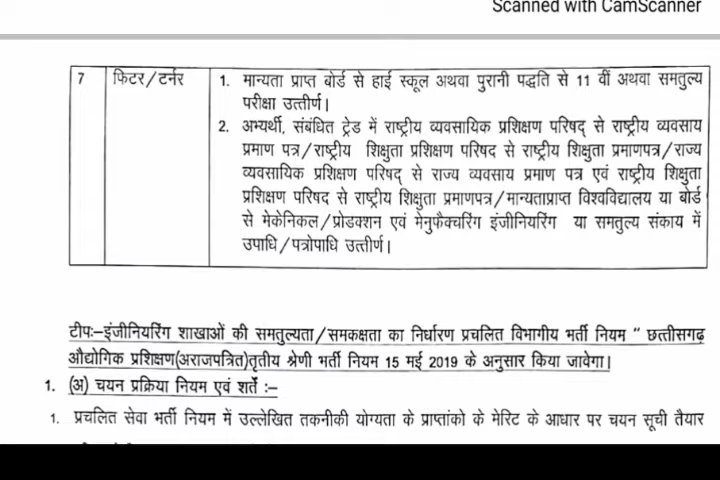 Scanned with CamScanner
7 फिटर/टर्नर 1. मान्यता प्राप्त बोर्ड से हाई स्कूल अथवा पुरानी पद्धति से 11 वीं अथवा समतुल्य
परीक्षा उत्तीर्ण।
2. अभ्यर्थी, संबंधित ट्रेड में राष्ट्रीय व्यवसायिक प्रशिक्षण परिषद् से राष्ट्रीय व्यवसाय
प्रमाण पत्र/राष्ट्रीय शिक्षुता प्रशिक्षण परिषद से राष्ट्रीय शिक्षुता प्रमाणपत्र/राज्य
व्यवसायिक प्रशिक्षण परिषद् से राज्य व्यवसाय प्रमाण पत्र एवं राष्ट्रीय शिक्षुता
प्रशिक्षण परिषद से राष्ट्रीय शिक्षुता प्रमाणपत्र/मान्यताप्राप्त विश्वविद्यालय या बोर्ड
से मेकेनिकल/प्रोडक्शन एवं मेनुफैक्चरिंग इंजीनियरिंग या समतुल्य संकाय में
उपाधि/पत्रोपाधि उत्तीर्ण।
टीपः–इंजीनियरिंग शाखाओं की समतुल्यता/समकक्षता का निर्धारण प्रचलित विभागीय भर्ती नियम " छत्तीसगढ़
औद्योगिक प्रशिक्षण(अराजपत्रित)तृतीय श्रेणी भर्ती नियम 15 मई 2019 के अनुसार किया जावेगा।
1. (अ) चयन प्रक्रिया नियम एवं शर्ते :–
1. प्रचलित सेवा भर्ती नियम में उल्लेखित तकनीकी योग्यता के प्राप्तांको के मेरिट के आधार पर चयन सूची तैयार